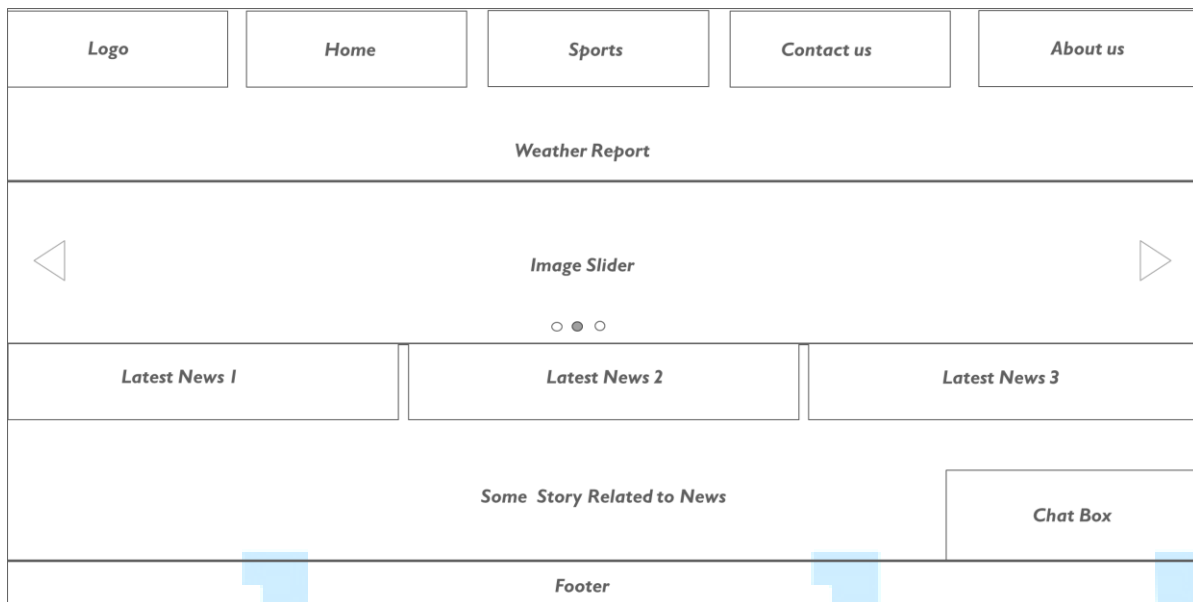 Logo
Home
Sports
Contact us
About us
Weather Report
Image Slider
Latest News 1
Latest News 2
Latest News 3
Some Story Related to News
Chat Box
Footer